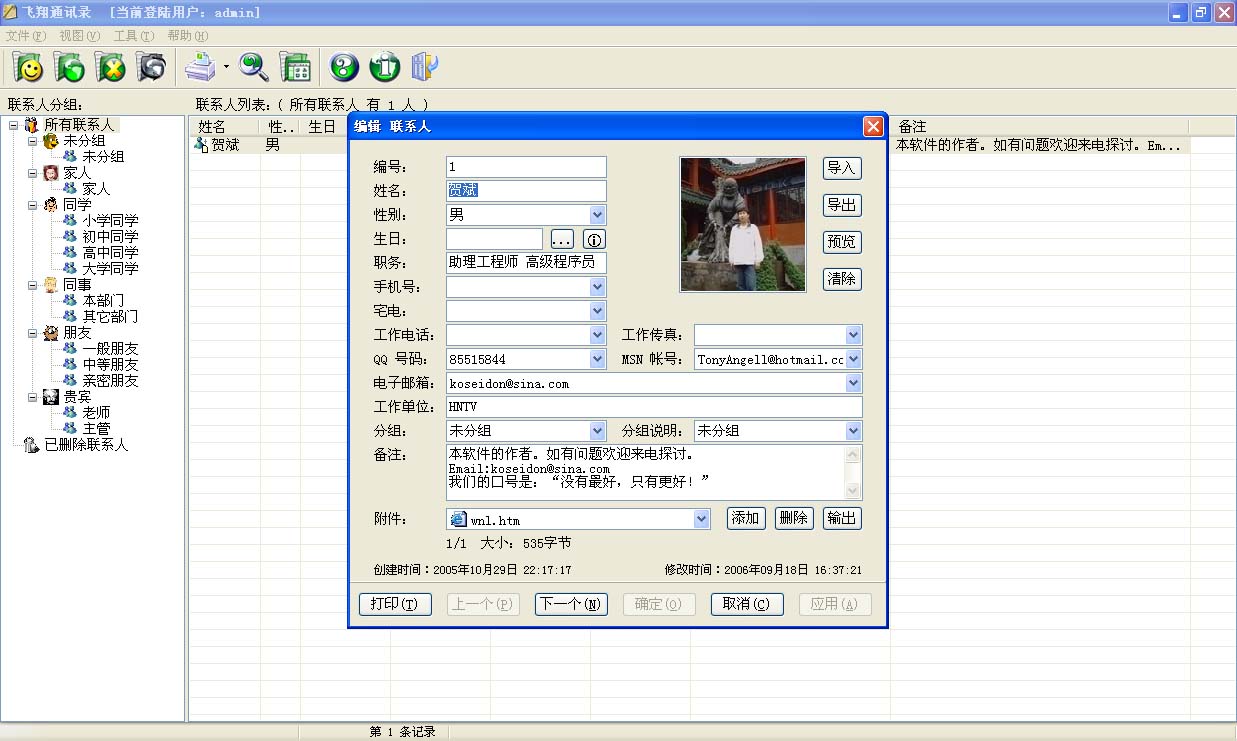 飞翔通讯录 [当前登陆用户: admin]
文件(F) 视图(V) 工具(T) 帮助(H)
联系人分组:
联系人列表:( 所有联系人 有 1 人 )
所有联系人
未分组
未分组
家人
家人
同学
小学同学
初中同学
高中同学
大学同学
同事
本部门
其它部门
朋友
一般朋友
中等朋友
亲密朋友
贵宾
老师
主管
已删除联系人
姓名 性.. 生日 备注
贺斌 男 本软件的作者。如有问题欢迎来电探讨。Em...
编辑 联系人
编号: 1
姓名: 贺斌
性别: 男
生日: ...
职务: 助理工程师 高级程序员
手机号:
宅电:
工作电话: 工作传真:
QQ 号码: 85515844 MSN 帐号: TonyAngell@hotmail.cc
电子邮箱: koseidon@sina.com
工作单位: HNTV
分组: 未分组 分组说明: 未分组
备注: 本软件的作者。如有问题欢迎来电探讨。
Email:koseidon@sina.com
我们的口号是:“没有最好,只有更好!”
附件: wnl.htm 添加 删除 输出
1/1 大小: 535字节
创建时间:2005年10月29日 22:17:17 修改时间:2006年09月18日 16:37:21
导入
导出
预览
清除
打印(T) 上一个(P) 下一个(N) 确定(O) 取消(C) 应用(A)
第 1 条记录